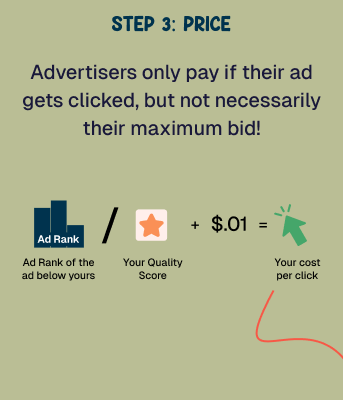 STEP 3: PRICE
Advertisers only pay if their ad
gets clicked, but not necessarily
their maximum bid!
Ad Rank / + $.01 =
Ad Rank of the
ad below yours
Your Quality
Score
Your cost
per click